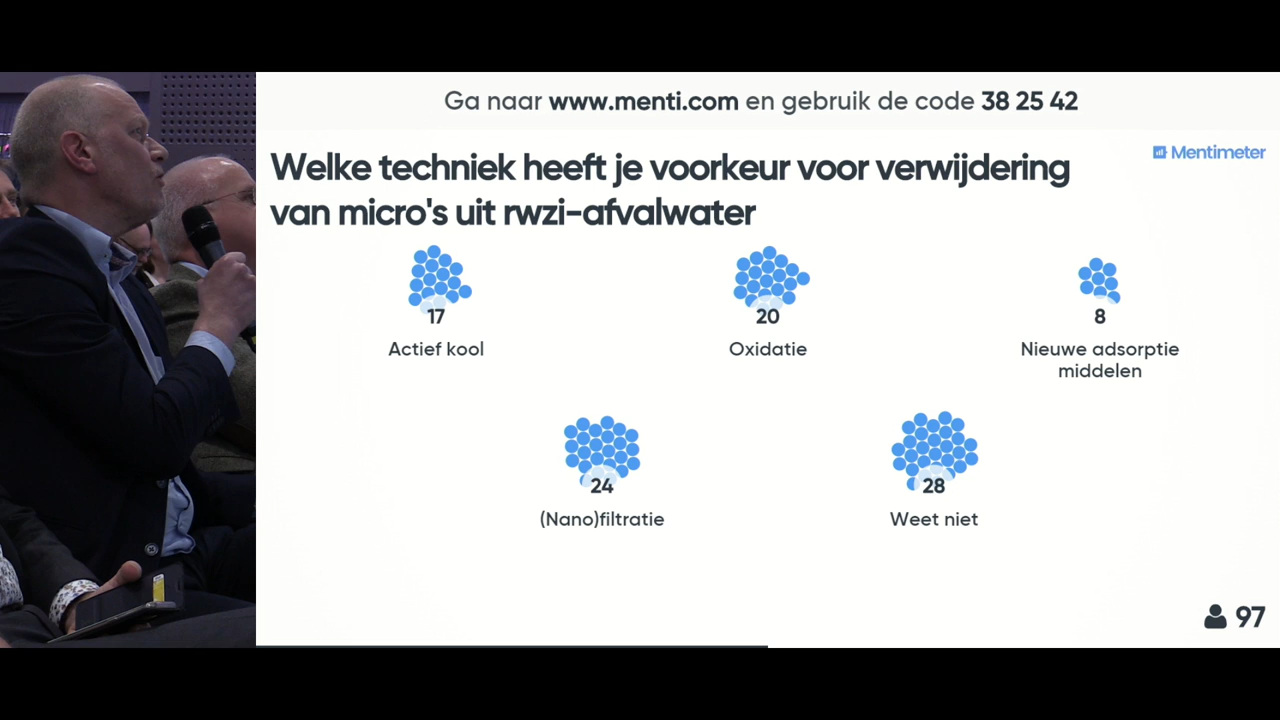 Ga naar www.menti.com en gebruik de code 38 25 42
Mentimeter
Welke techniek heeft je voorkeur voor verwijdering
van micro's uit rwzi-afvalwater
17
Actief kool
20
Oxidatie
8
Nieuwe adsorptie
middelen
24
(Nano)filtratie
28
Weet niet
97